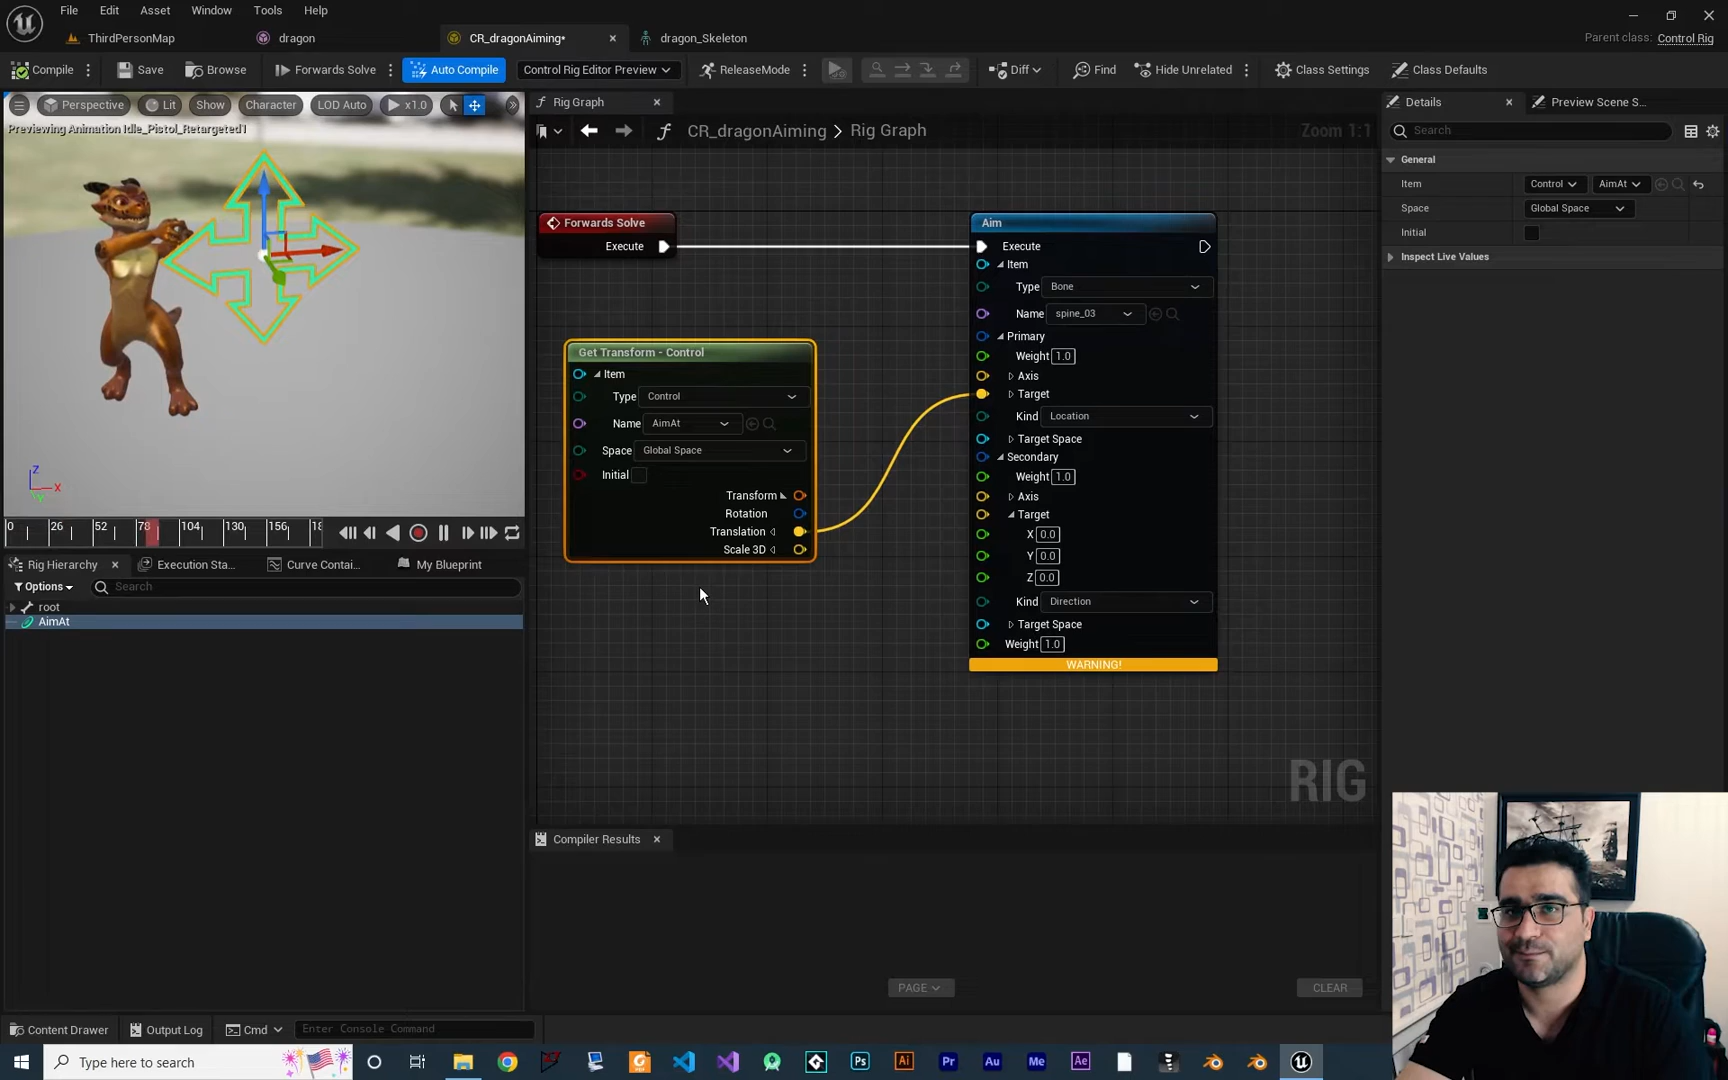 File Edit Asset Window Tools Help
ThirdPersonMap dragon CR_dragonAiming* dragon_Skeleton
Parent class: Control Rig
Compile Save Browse Forwards Solve Auto Compile Control Rig Editor Preview ReleaseMode Diff Find Hide Unrelated Class Settings Class Defaults
Perspective Lit Show Character LOD Auto x1.0
Previewing Animation Idle_Pistol_Retargeted1
Z
X
Y
0 26 52 78 104 130 156 18
Rig Hierarchy Execution Sta... Curve Contai... My Blueprint
Options Search
root
AimAt
Rig Graph
CR_dragonAiming > Rig Graph
Zoom 1:1
Forwards Solve
Execute
Get Transform - Control
Item
Type Control
Name AimAt
Space Global Space
Initial
Transform
Rotation
Translation
Scale 3D
Aim
Execute
Item
Type Bone
Name spine_03
Primary
Weight 1.0
Axis
Target
Kind Location
Target Space
Secondary
Weight 1.0
Axis
Target
X 0.0
Y 0.0
Z 0.0
Kind Direction
Target Space
Weight 1.0
WARNING!
RIG
Compiler Results
PAGE
CLEAR
Details Preview Scene S...
Search
General
Item Control AimAt
Space Global Space
Initial
Inspect Live Values
Content Drawer Output Log Cmd Enter Console Command
Type here to search
Ps Ai Pr Au Me Ae